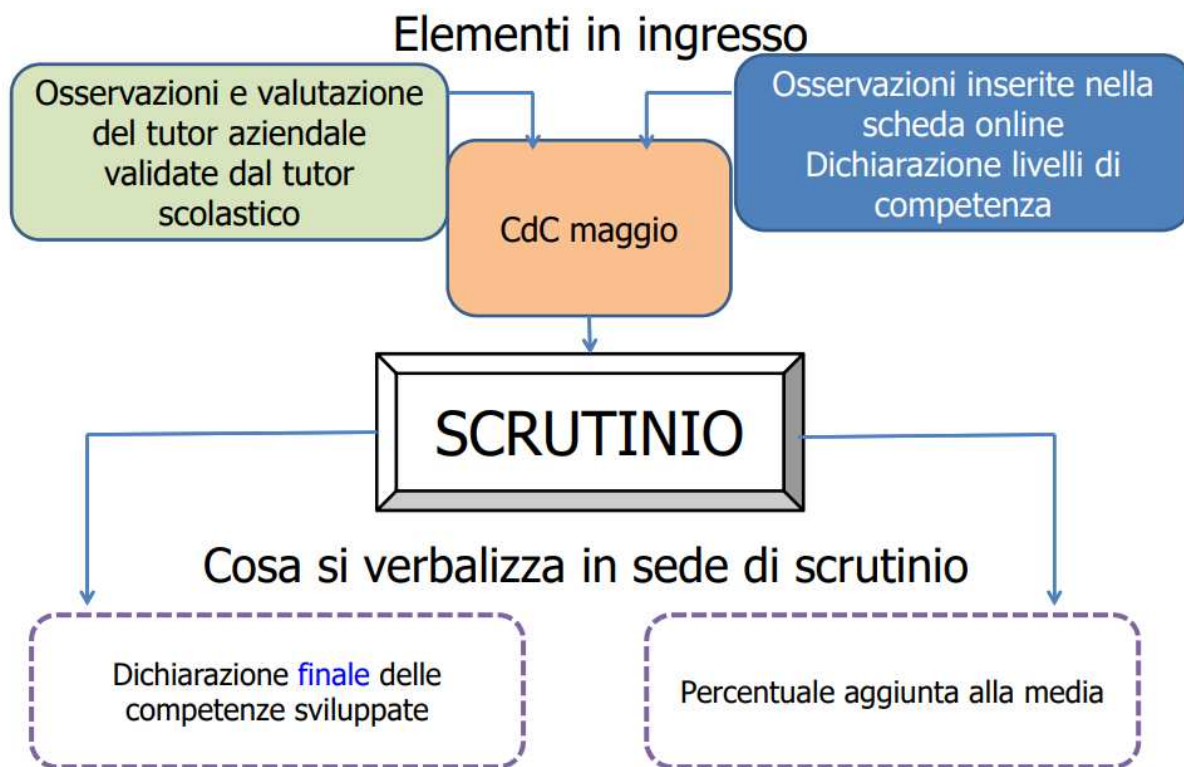 Elementi in ingresso
Osservazioni e valutazione
del tutor aziendale
validate dal tutor
scolastico
Osservazioni inserite nella
scheda online
Dichiarazione livelli di
competenza
CdC maggio
SCRUTINIO
Cosa si verbalizza in sede di scrutinio
Dichiarazione finale delle
competenze sviluppate
Percentuale aggiunta alla media